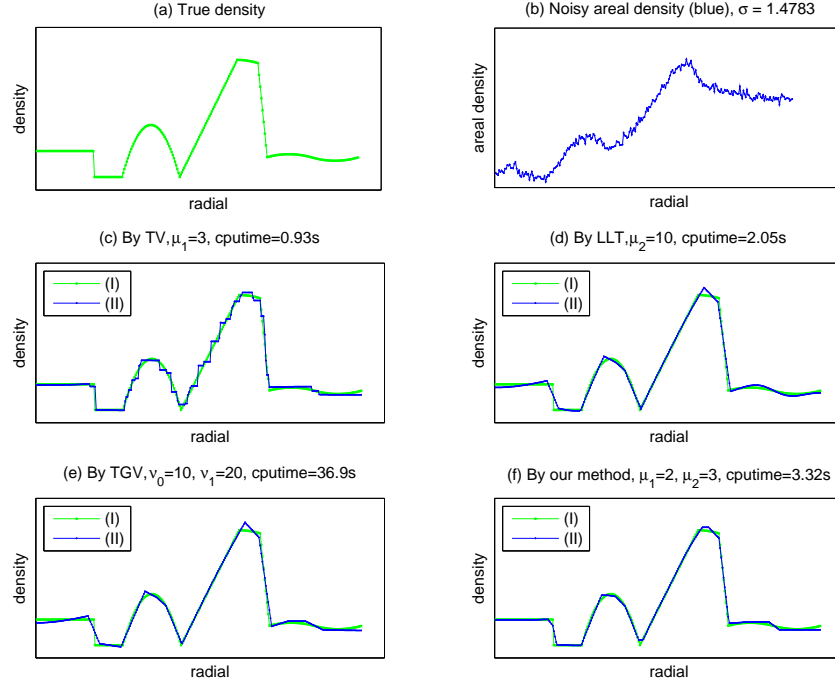 (a) True density
density
radial
(b) Noisy areal density (blue), σ = 1.4783
areal density
radial
(c) By TV,μ₁=3, cputime=0.93s
(I)
(II)
density
radial
(d) By LLT,μ₂=10, cputime=2.05s
(I)
(II)
density
radial
(e) By TGV,ν₀=10, ν₁=20, cputime=36.9s
(I)
(II)
density
radial
(f) By our method, μ₁=2, μ₂=3, cputime=3.32s
(I)
(II)
density
radial